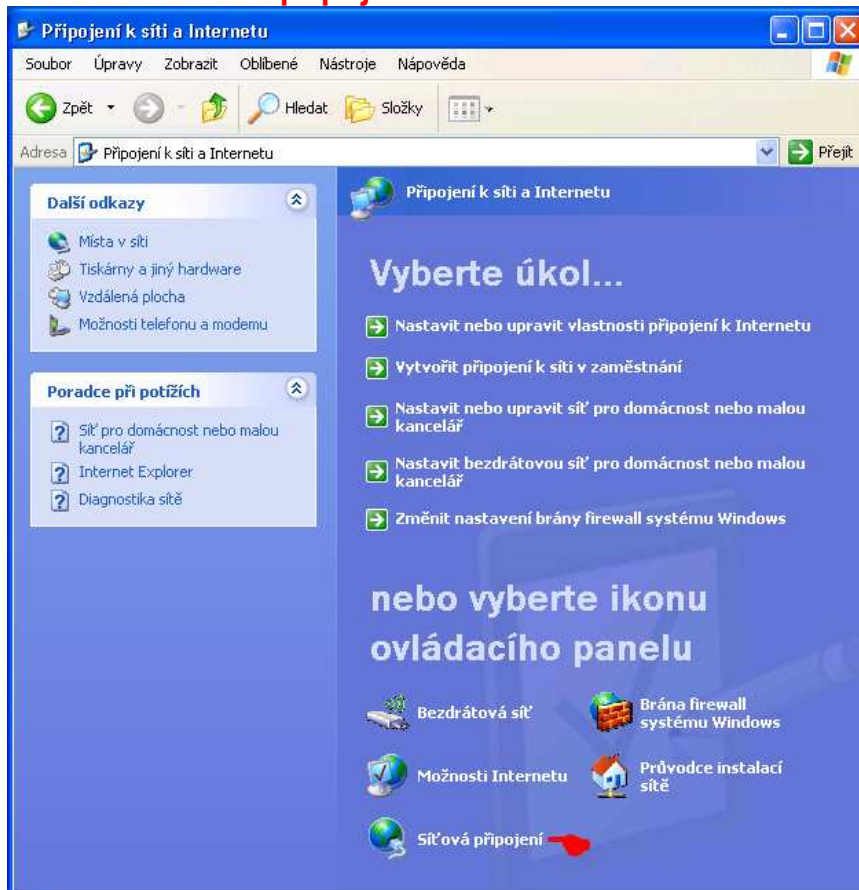 Připojení k síti a Internetu
Soubor Úpravy Zobrazit Oblíbené Nástroje Nápověda
Zpět Hledat Složky
Adresa Připojení k síti a Internetu Přejít
Další odkazy
Místa v síti
Tiskárny a jiný hardware
Vzdálená plocha
Možnosti telefonu a modemu
Poradce při potížích
Síť pro domácnost nebo malou
kancelář
Internet Explorer
Diagnostika sítě
Připojení k síti a Internetu
Vyberte úkol...
Nastavit nebo upravit vlastnosti připojení k Internetu
Vytvořit připojení k síti v zaměstnání
Nastavit nebo upravit síť pro domácnost nebo malou
kancelář
Nastavit bezdrátovou síť pro domácnost nebo malou
kancelář
Změnit nastavení brány firewall systému Windows
nebo vyberte ikonu
ovládacího panelu
Bezdrátová síť
Brána firewall
systému Windows
Možnosti Internetu
Průvodce instalací
sítě
Síťová připojení